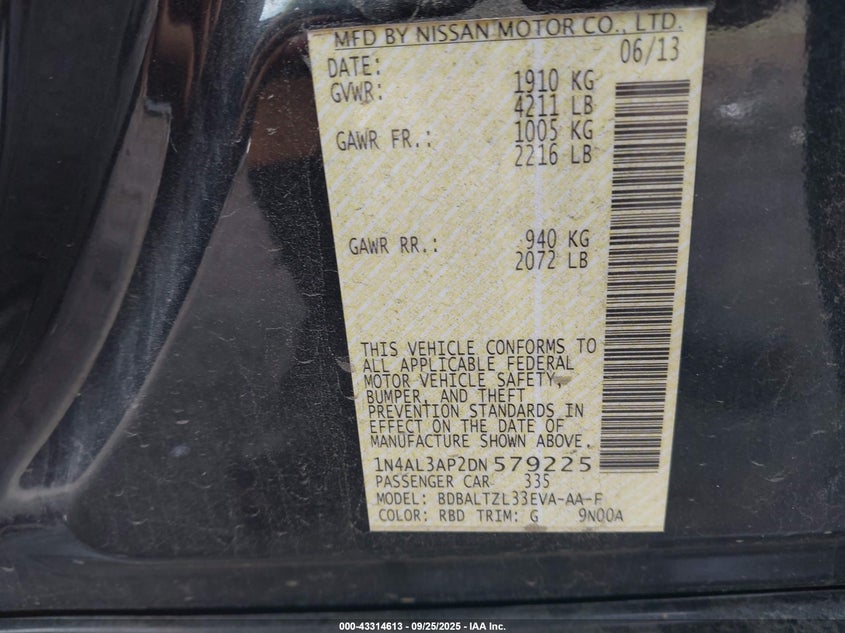 MFD BY NISSAN MOTOR CO., LTD.
DATE: 06/13
GVWR: 1910 KG
4211 LB
GAWR FR.: 1005 KG
2216 LB
GAWR RR.: 940 KG
2072 LB
THIS VEHICLE CONFORMS TO
ALL APPLICABLE FEDERAL
MOTOR VEHICLE SAFETY,
BUMPER, AND THEFT
PREVENTION STANDARDS IN
EFFECT ON THE DATE OF
MANUFACTURE SHOWN ABOVE.
1N4AL3AP2DN579225
PASSENGER CAR 335
MODEL: BDBALTZL33EVA-AA-F
COLOR: RBD TRIM: G 9N00A
000-43314613 - 09/25/2025 - IAA Inc.